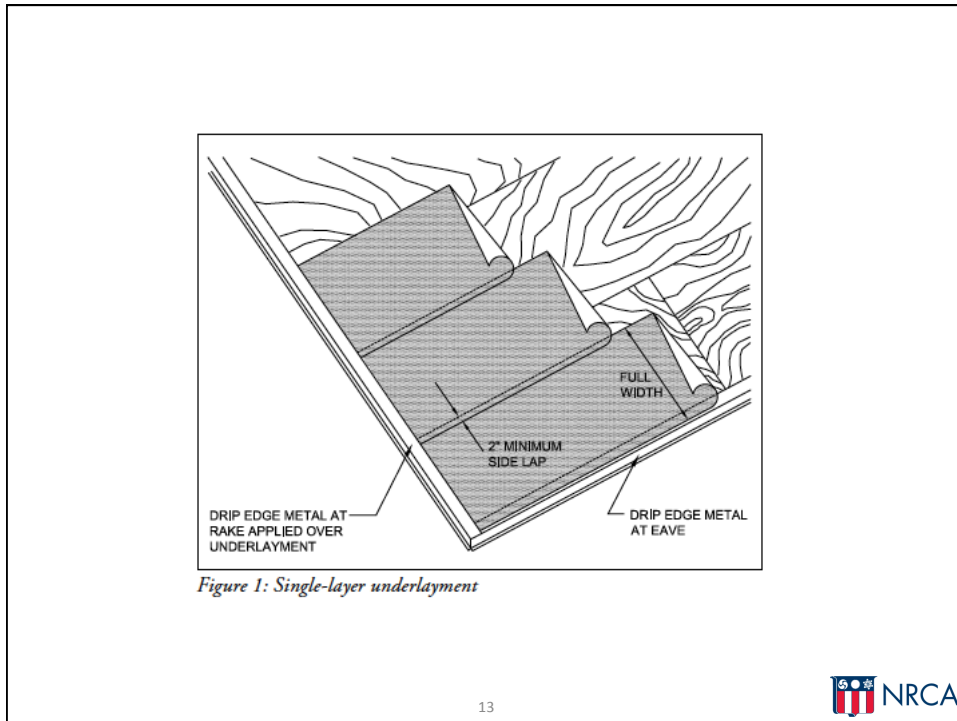 FULL
WIDTH
2" MINIMUM
SIDE LAP
DRIP EDGE METAL AT
RAKE APPLIED OVER
UNDERLAYMENT
DRIP EDGE METAL
AT EAVE
Figure 1: Single-layer underlayment
13
NRCA